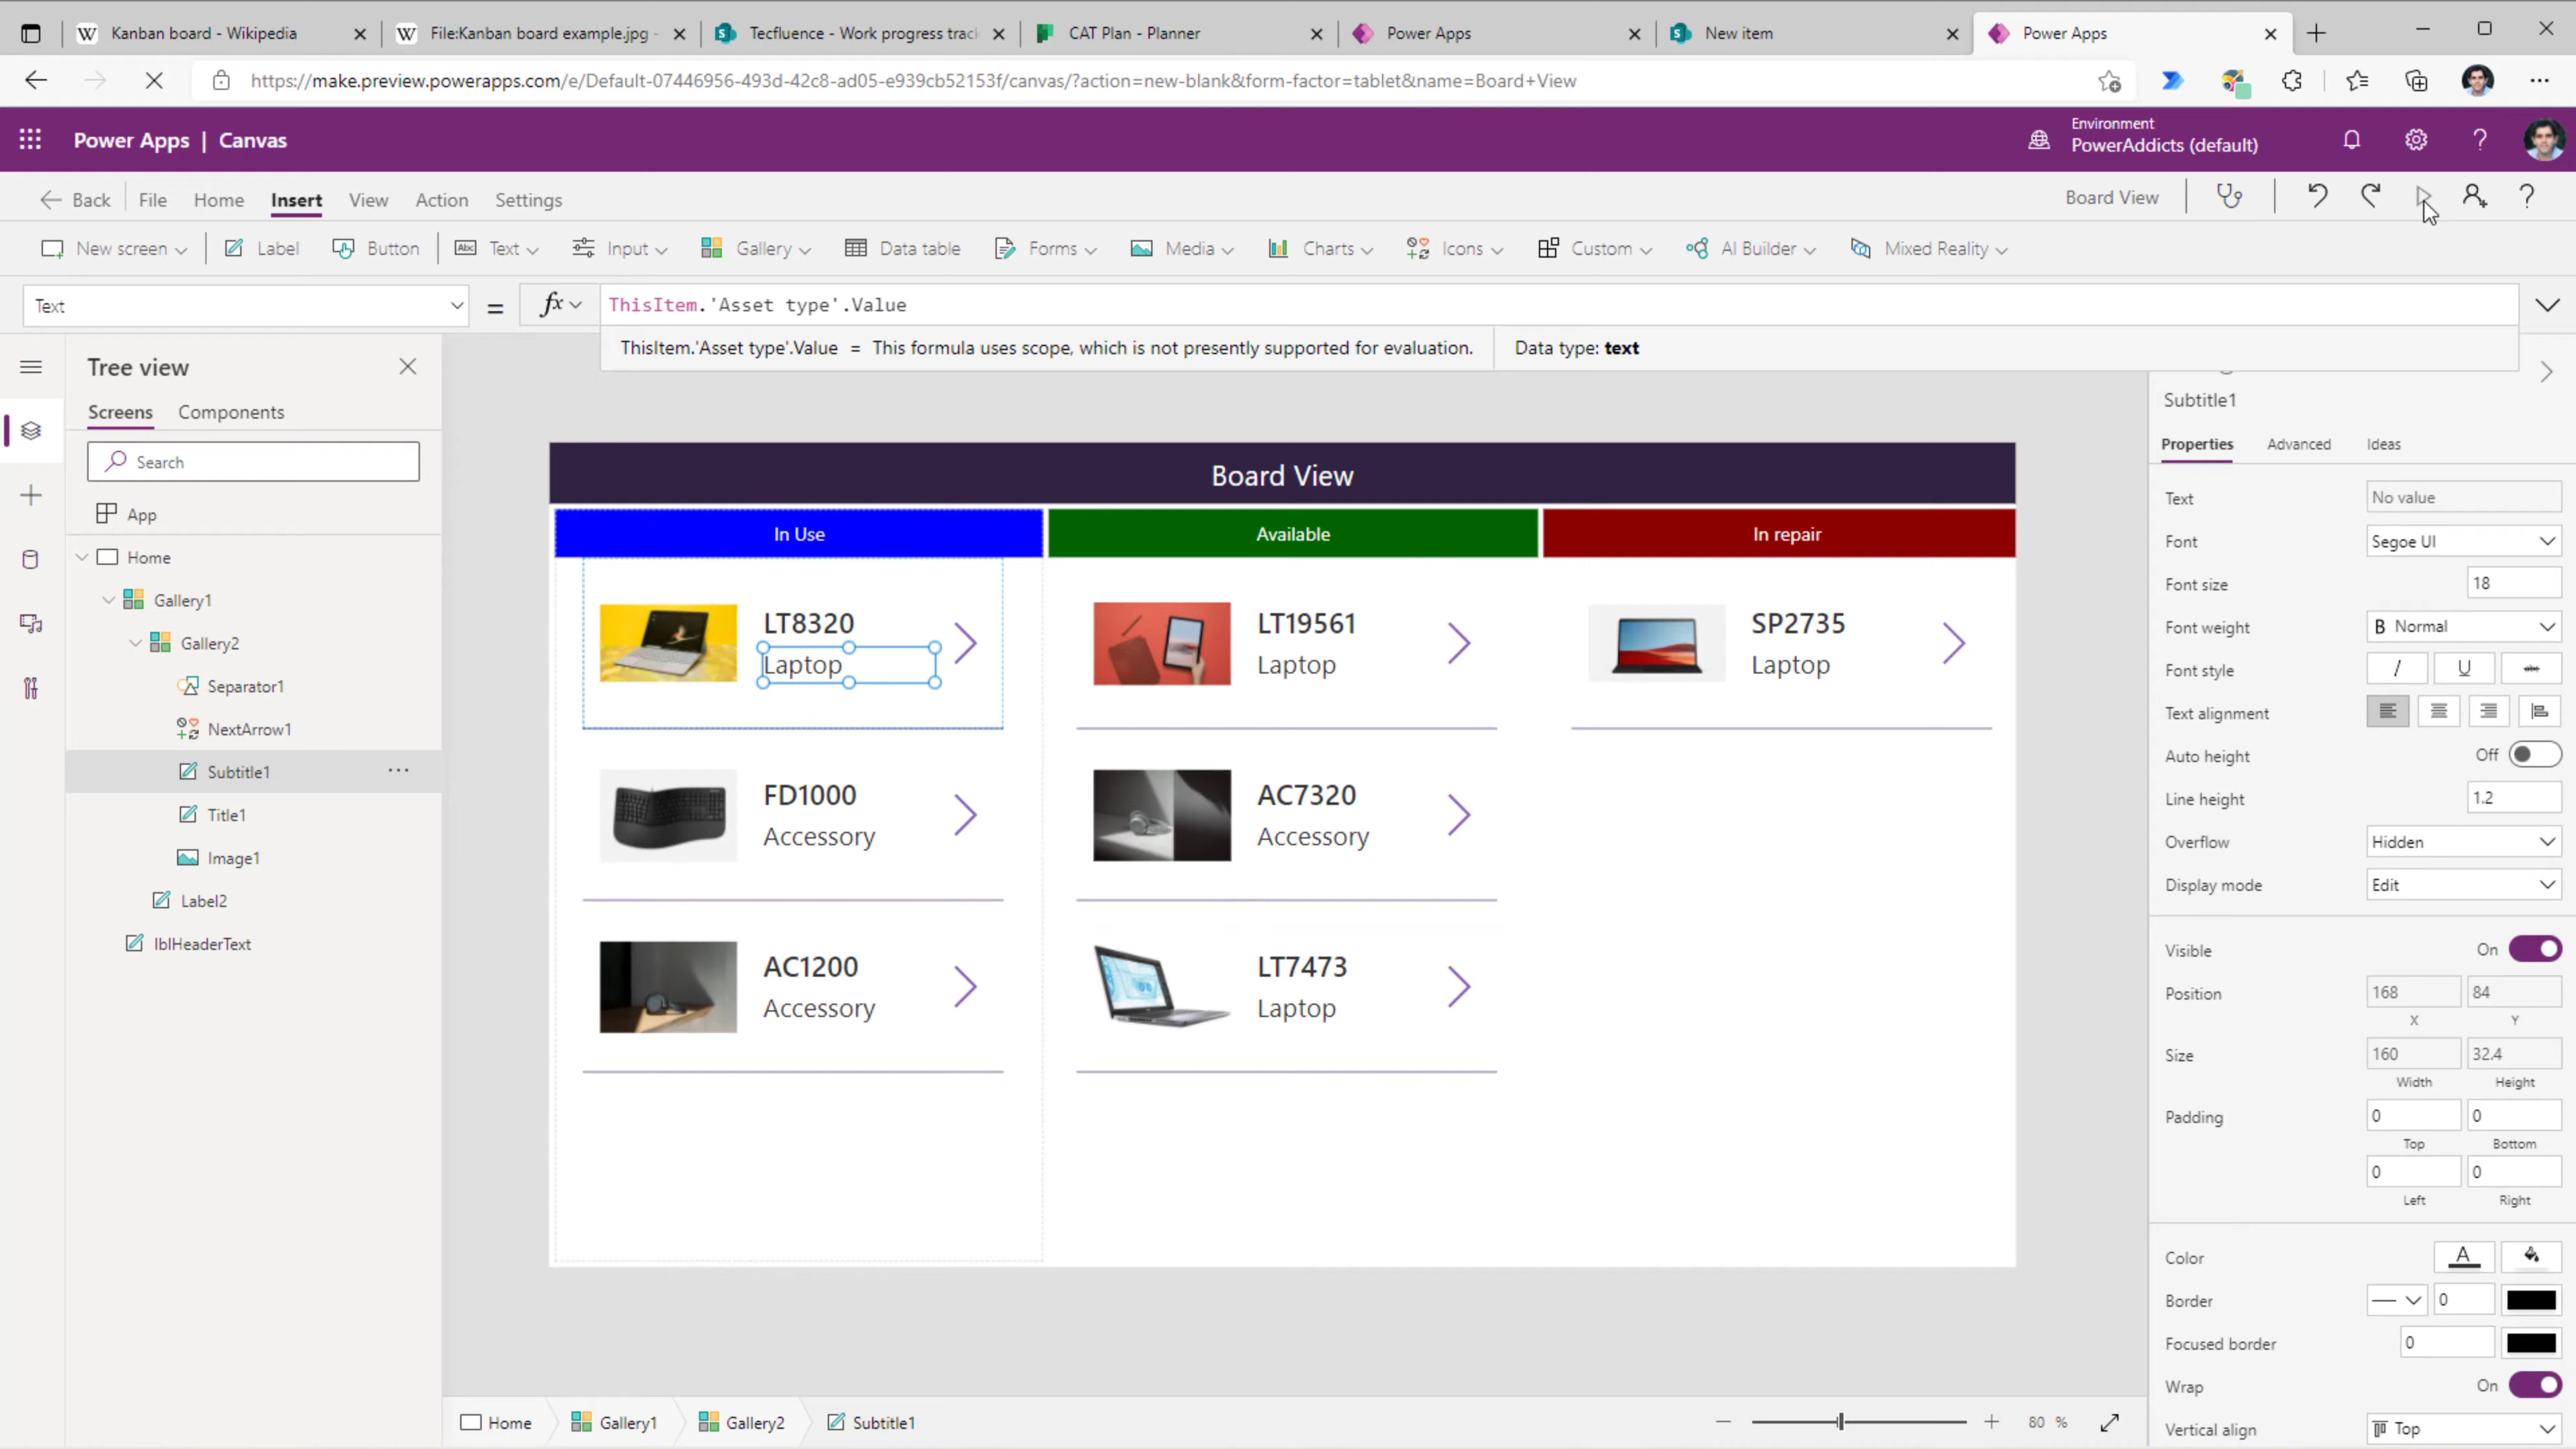 Kanban board - Wikipedia
File:Kanban board example.jpg -
Tecfluence - Work progress track
CAT Plan - Planner
Power Apps
New item
Power Apps
https://make.preview.powerapps.com/e/Default-07446956-493d-42c8-ad05-e939cb52153f/canvas/?action=new-blank&form-factor=tablet&name=Board+View
Power Apps | Canvas
Environment
PowerAddicts (default)
Back
File
Home
Insert
View
Action
Settings
Board View
New screen
Label
Button
Text
Input
Gallery
Data table
Forms
Media
Charts
Icons
Custom
AI Builder
Mixed Reality
Text
=
fx
ThisItem.'Asset type'.Value
ThisItem.'Asset type'.Value = This formula uses scope, which is not presently supported for evaluation.
Data type: text
Tree view
Screens
Components
Search
App
Home
Gallery1
Gallery2
Separator1
NextArrow1
Subtitle1
Title1
Image1
Label2
lblHeaderText
Board View
In Use
Available
In repair
LT8320
Laptop
LT19561
Laptop
SP2735
Laptop
FD1000
Accessory
AC7320
Accessory
AC1200
Accessory
LT7473
Laptop
Home
Gallery1
Gallery2
Subtitle1
80 %
Subtitle1
Properties
Advanced
Ideas
Text
No value
Font
Segoe UI
Font size
18
Font weight
B Normal
Font style
/ U abc
Text alignment
Auto height
Off
Line height
1.2
Overflow
Hidden
Display mode
Edit
Visible
On
Position
168
84
X
Y
Size
160
32.4
Width
Height
Padding
0
0
Top
Bottom
0
0
Left
Right
Color
A
Border
0
Focused border
0
Wrap
On
Vertical align
Top